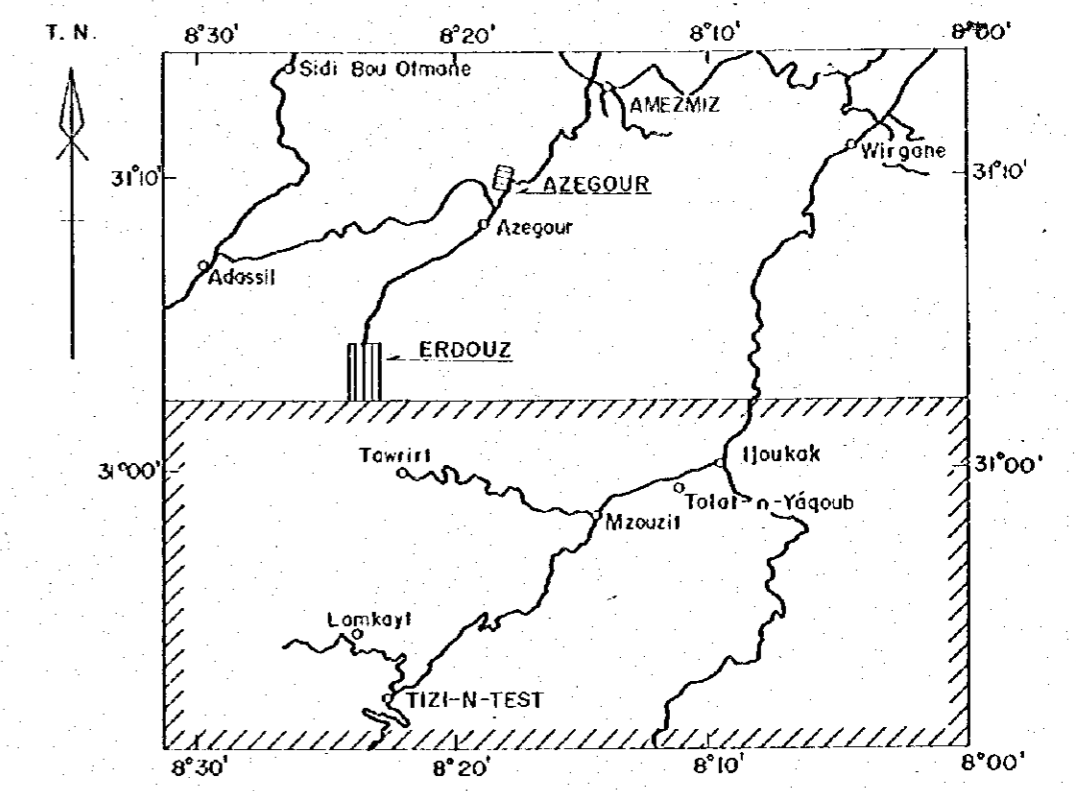 T. N.
8°30' 8°20' 8°10' 8°00'
Sidi Bou Otmane
AMEZMIZ
Wirgane
31°10' 31°10'
AZEGOUR
Azegour
Adassil
ERDOUZ
Tawrirt
Ijoukak
31°00' 31°00'
Talat-n-Yáqoub
Mzouzit
Lamkayt
TIZI-N-TEST
8°30' 8°20' 8°10' 8°00'